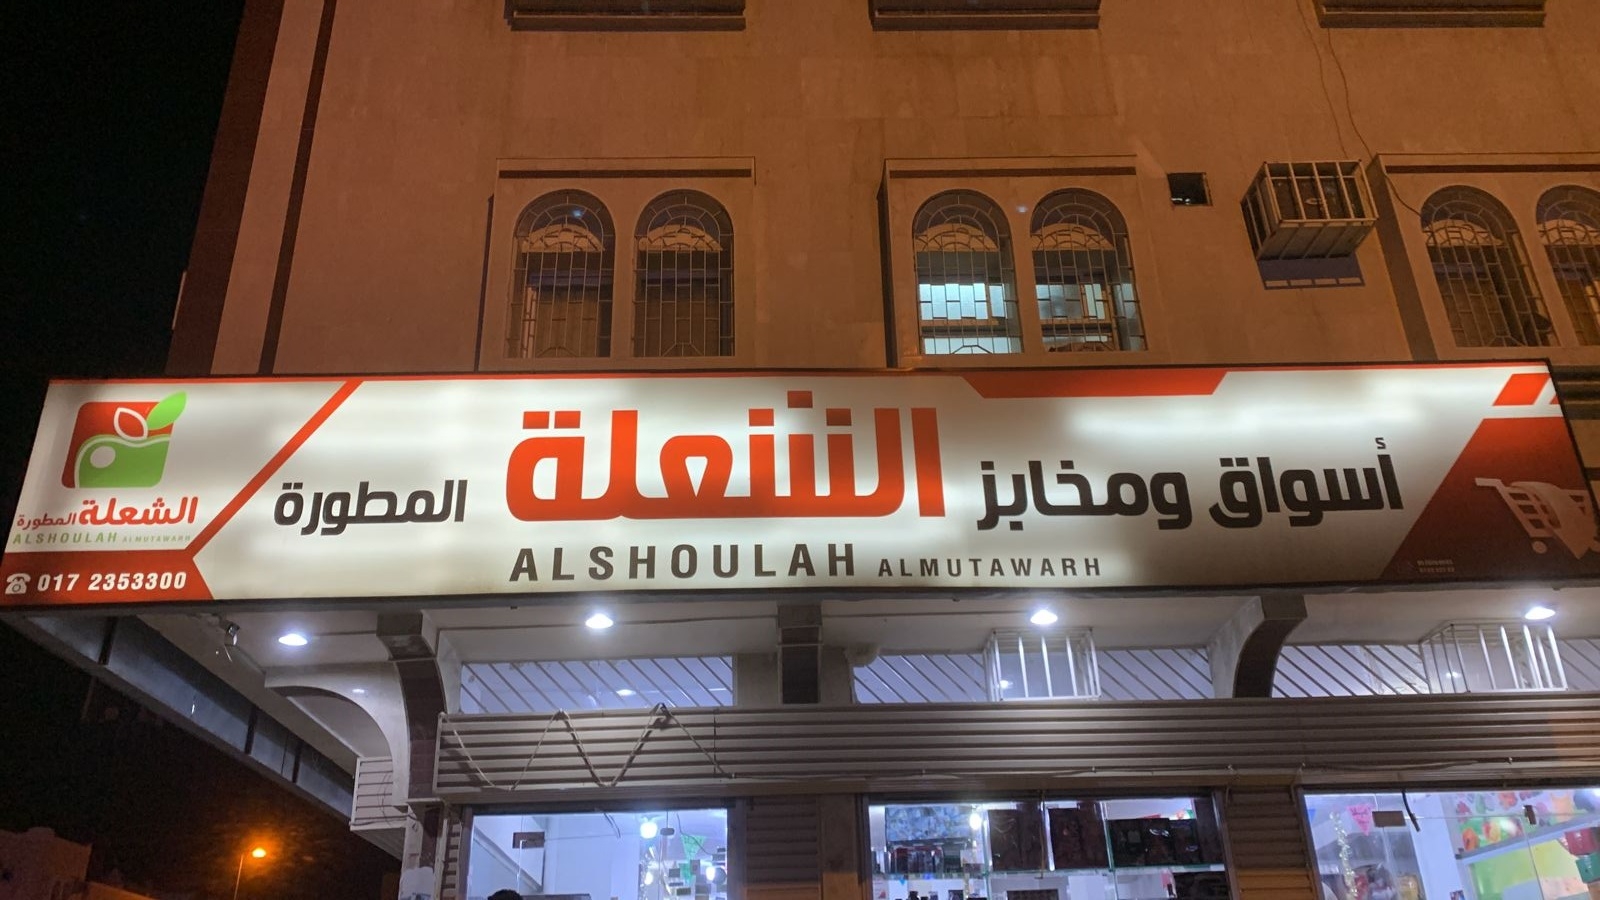 أسواق ومخابز الشعلة المطورة
ALSHOULAH ALMUTAWARH
الشعلة المطورة
ALSHOULAH ALMUTAWARH
017 2353300